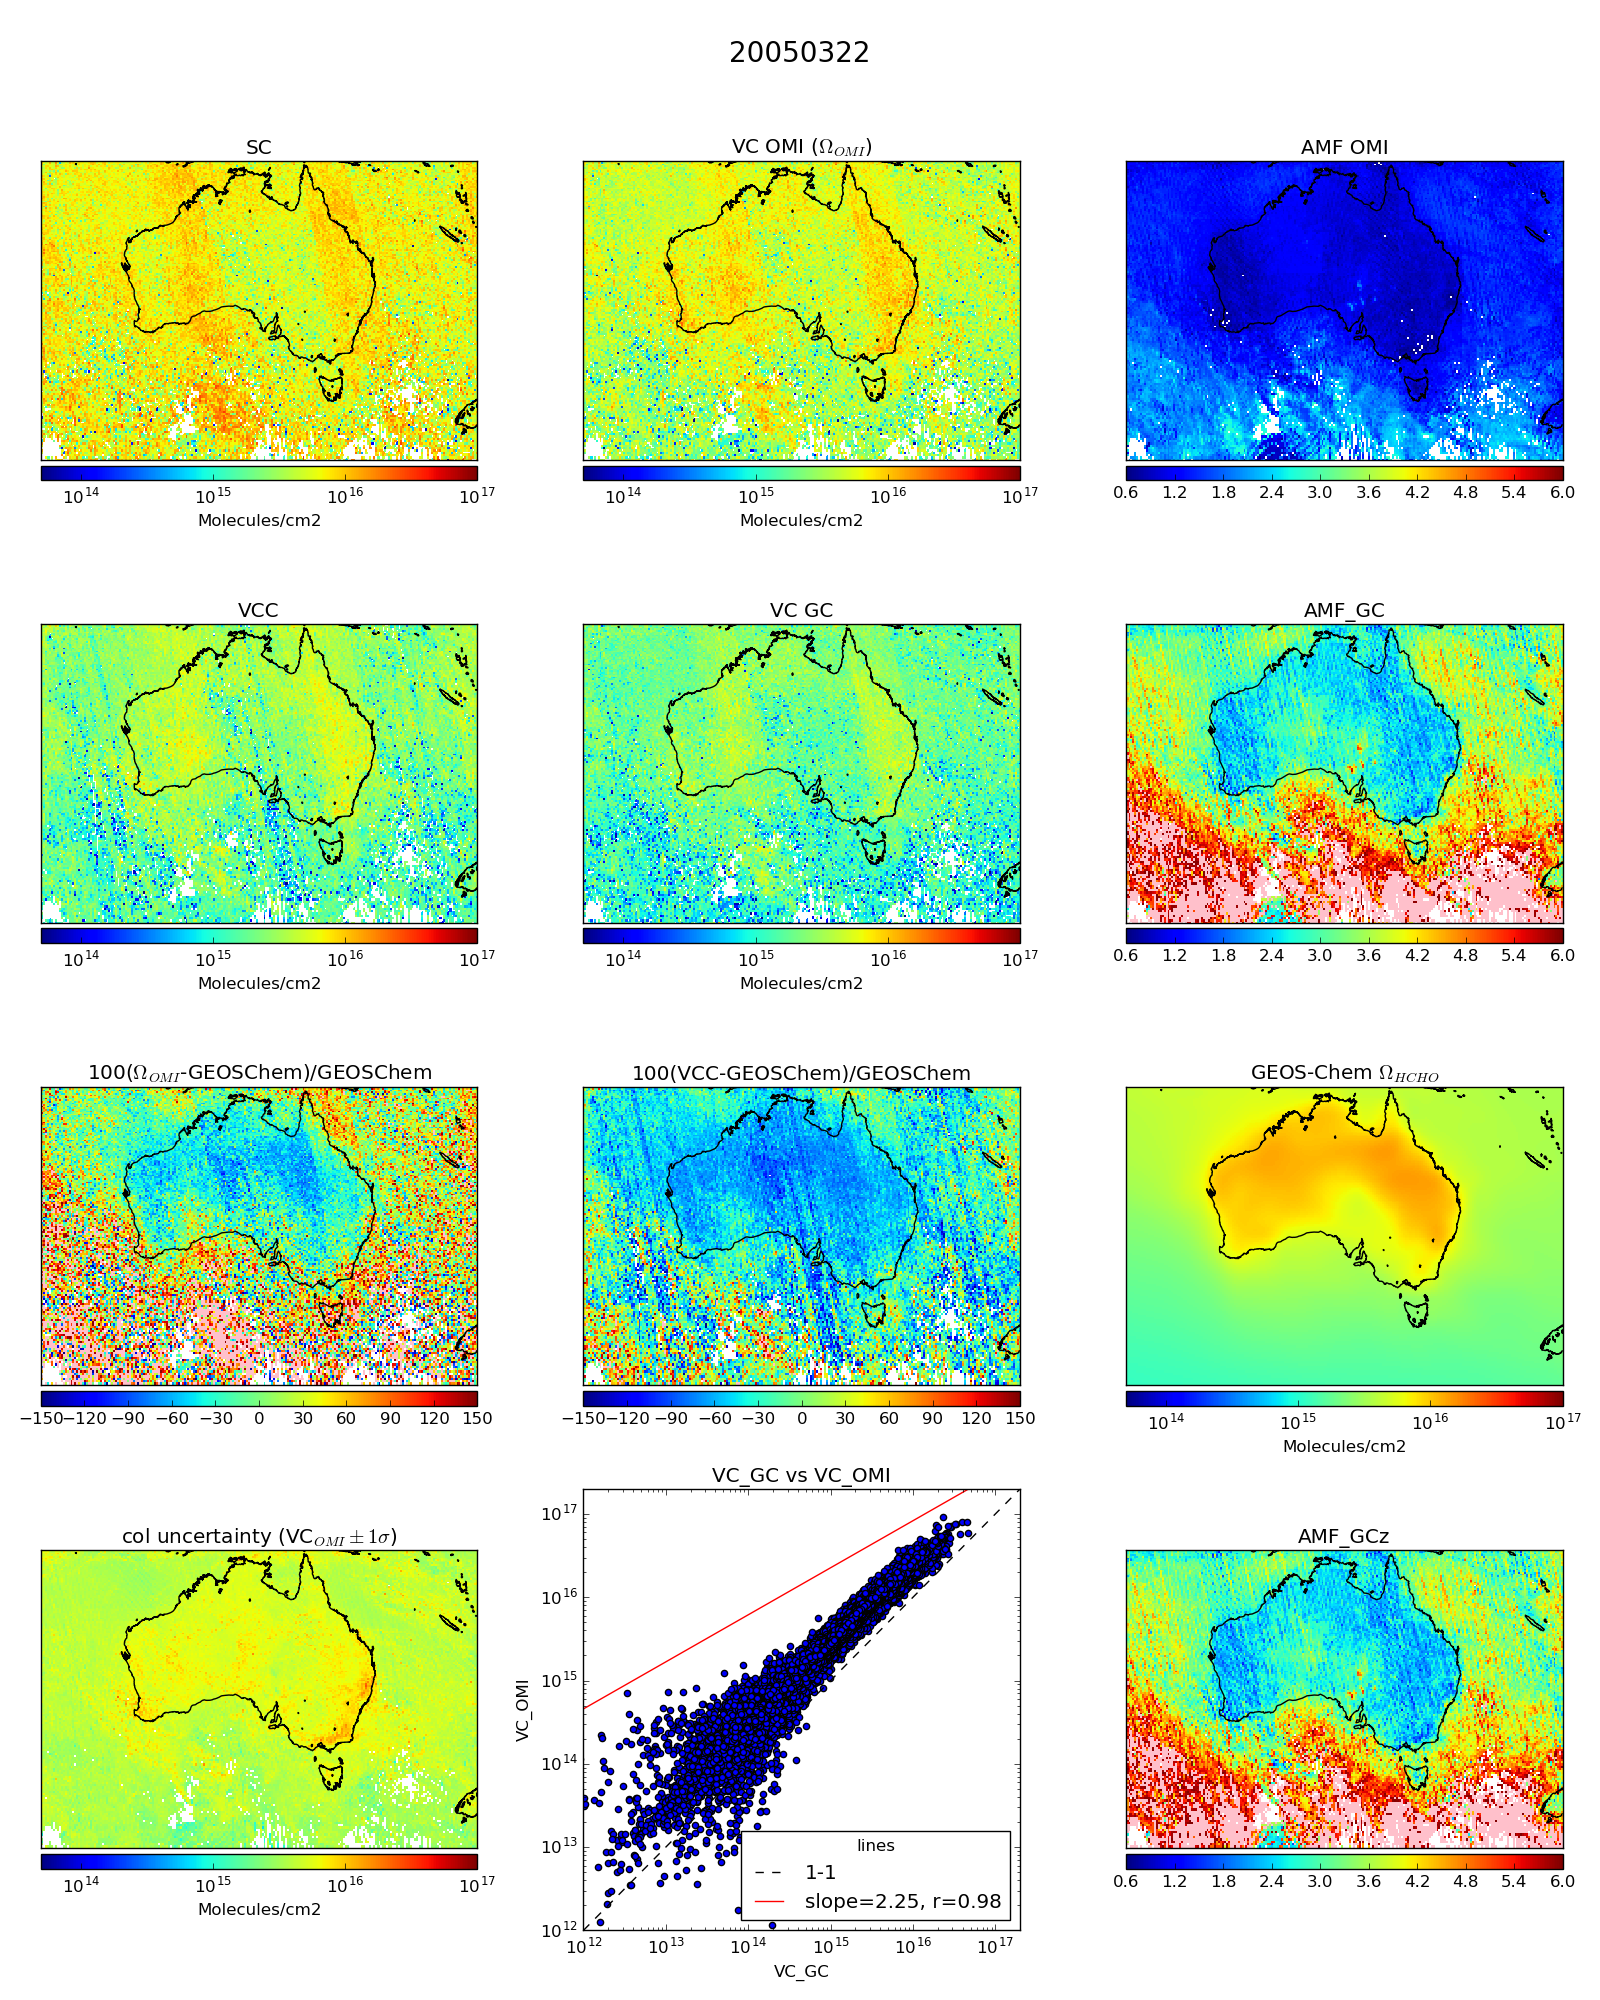 20050322
SC
VC OMI (Ω_OMI)
AMF OMI
10^14 10^15 10^16 10^17
Molecules/cm2
10^14 10^15 10^16 10^17
Molecules/cm2
0.6 1.2 1.8 2.4 3.0 3.6 4.2 4.8 5.4 6.0
VCC
VC GC
AMF_GC
10^14 10^15 10^16 10^17
Molecules/cm2
10^14 10^15 10^16 10^17
Molecules/cm2
0.6 1.2 1.8 2.4 3.0 3.6 4.2 4.8 5.4 6.0
100(Ω_OMI-GEOSChem)/GEOSChem
100(VCC-GEOSChem)/GEOSChem
GEOS-Chem Ω_HCHO
−150 −120 −90 −60 −30 0 30 60 90 120 150
−150 −120 −90 −60 −30 0 30 60 90 120 150
10^14 10^15 10^16 10^17
Molecules/cm2
col uncertainty (VC_OMI ± 1σ)
10^14 10^15 10^16 10^17
Molecules/cm2
VC_GC vs VC_OMI
10^17
10^16
10^15
10^14
10^13
10^12
VC_OMI
lines
1-1
slope=2.25, r=0.98
10^12 10^13 10^14 10^15 10^16 10^17
VC_GC
AMF_GCz
0.6 1.2 1.8 2.4 3.0 3.6 4.2 4.8 5.4 6.0